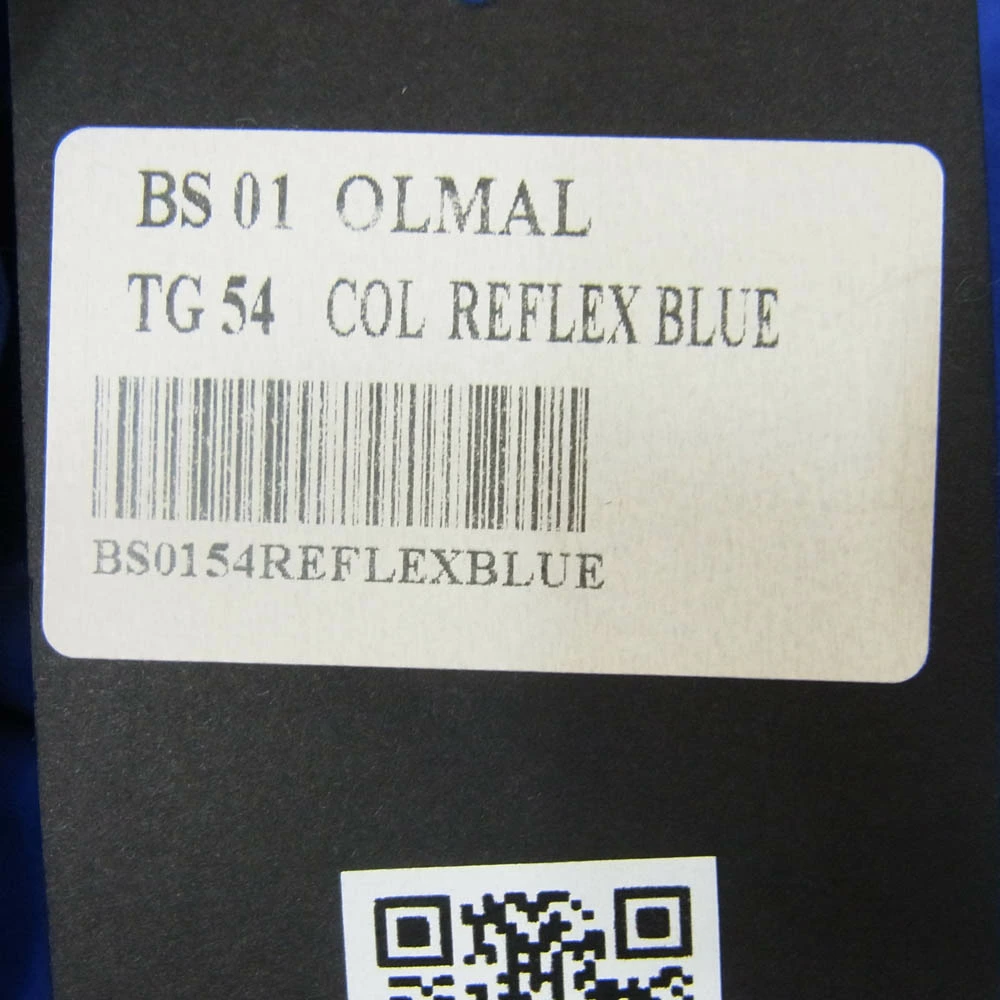 BS 01 OLMAL
TG 54 COL REFLEX BLUE
BS0154REFLEXBLUE